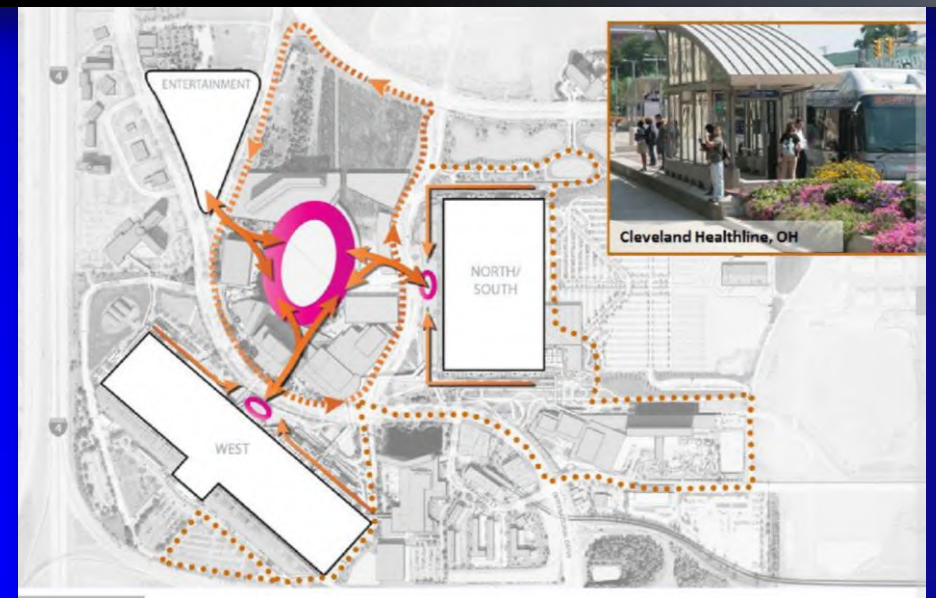 4
ENTERTAINMENT
Cleveland Healthline, OH
NORTH/
SOUTH
4
WEST